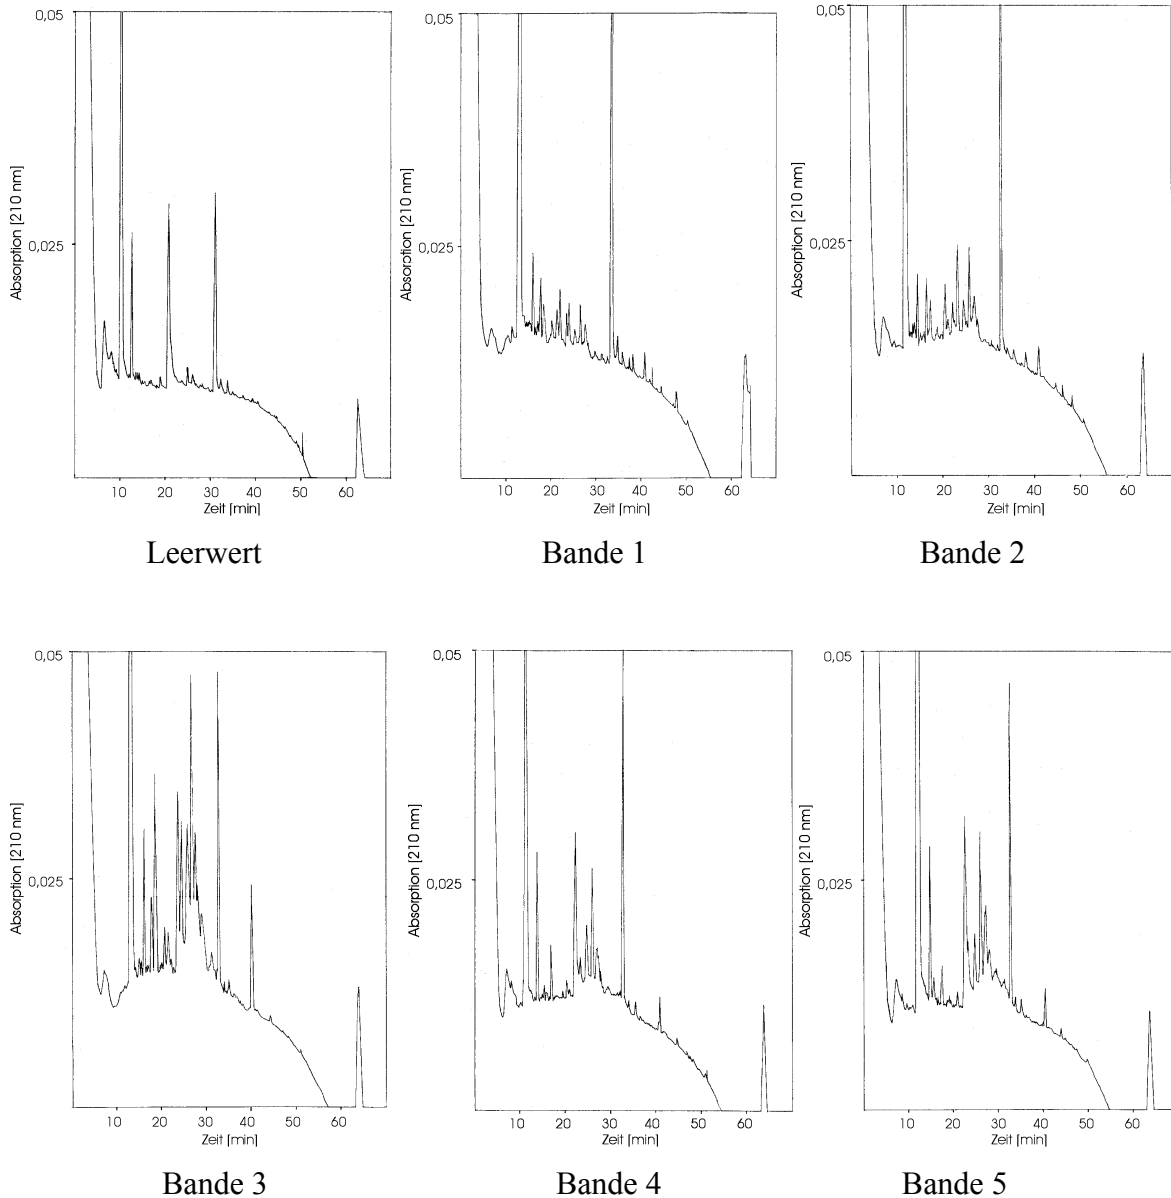 0,05
0,025
Absorption [210 nm]
10 20 30 40 50 60
Zeit [min]
Leerwert
0,05
0,025
Absorption [210 nm]
10 20 30 40 50 60
Zeit [min]
Bande 1
0,05
0,025
Absorption [210 nm]
10 20 30 40 50 60
Zeit [min]
Bande 2
0,05
0,025
Absorption [210 nm]
10 20 30 40 50 60
Zeit [min]
Bande 3
0,05
0,025
Absorption [210 nm]
10 20 30 40 50 60
Zeit [min]
Bande 4
0,05
0,025
Absorption [210 nm]
10 20 30 40 50 60
Zeit [min]
Bande 5